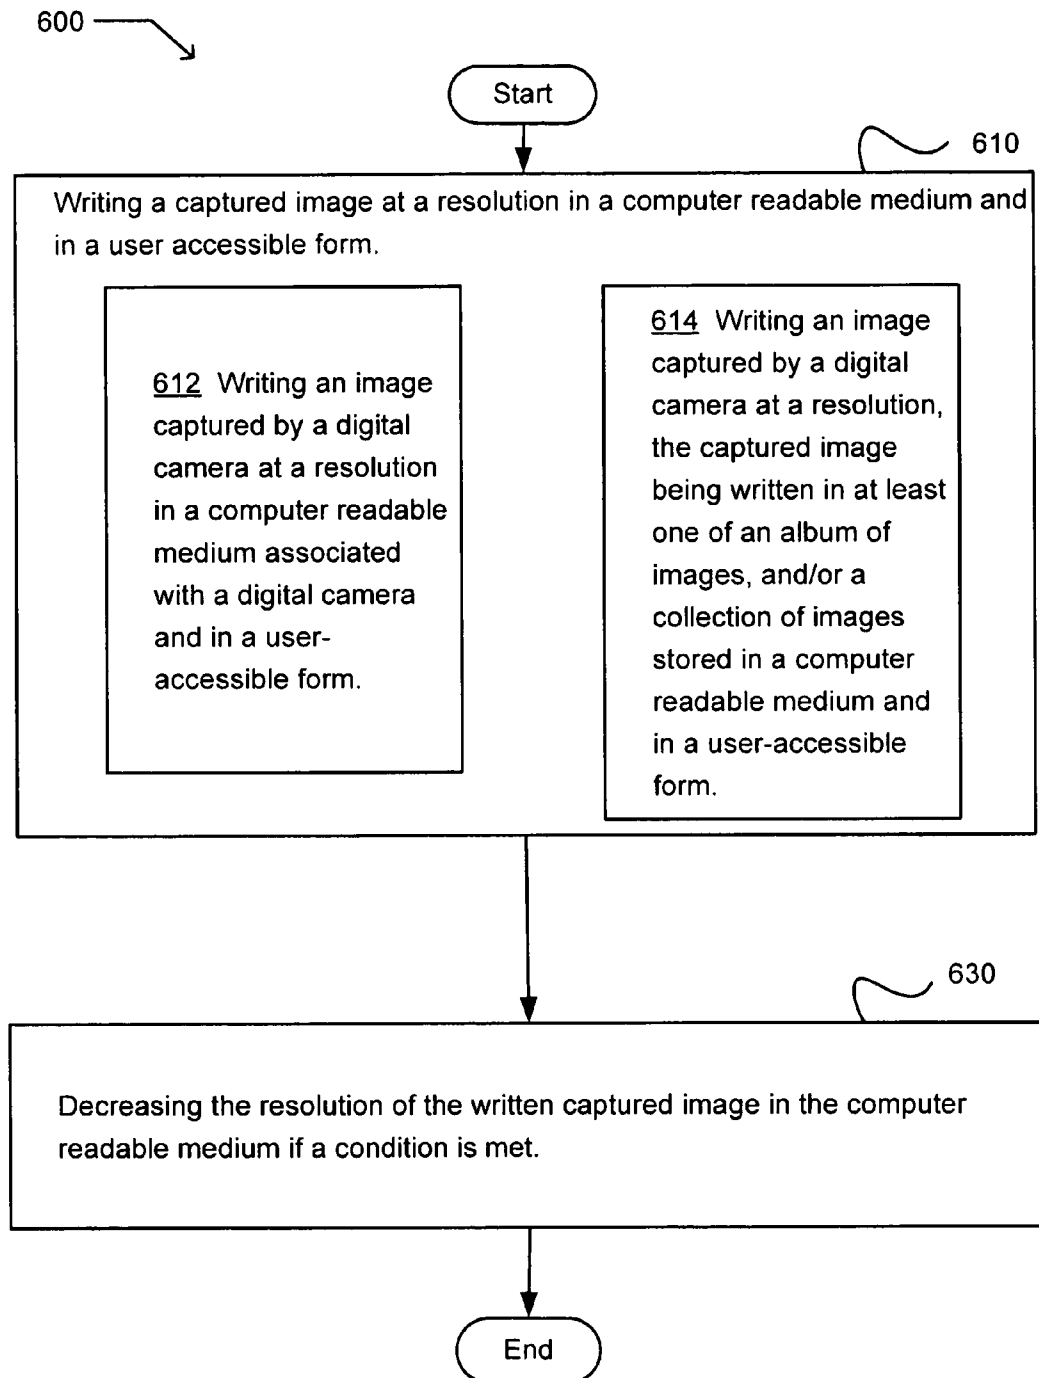 600
Start
610
Writing a captured image at a resolution in a computer readable medium and
in a user accessible form.
612 Writing an image
captured by a digital
camera at a resolution
in a computer readable
medium associated
with a digital camera
and in a user-
accessible form.
614 Writing an image
captured by a digital
camera at a resolution,
the captured image
being written in at least
one of an album of
images, and/or a
collection of images
stored in a computer
readable medium and
in a user-accessible
form.
630
Decreasing the resolution of the written captured image in the computer
readable medium if a condition is met.
End